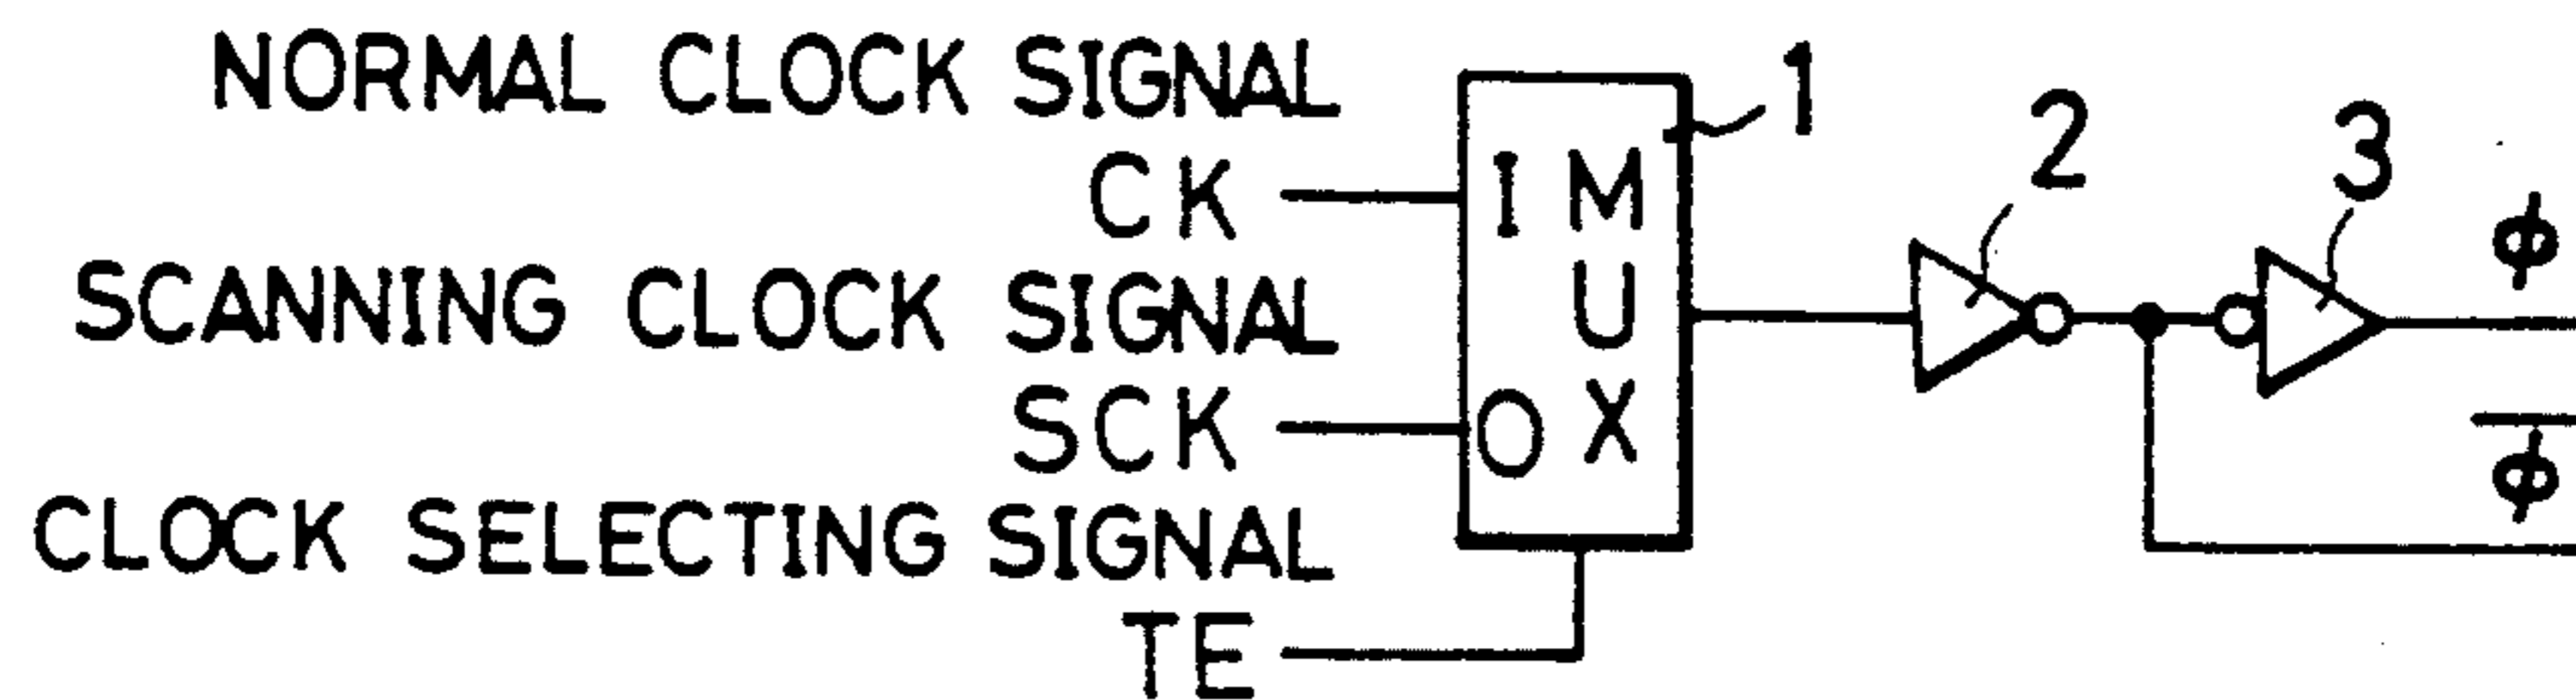 NORMAL CLOCK SIGNAL
1
2
3
CK
I M
ϕ
SCANNING CLOCK SIGNAL
U
SCK
O X
ϕ̅
CLOCK SELECTING SIGNAL
TE